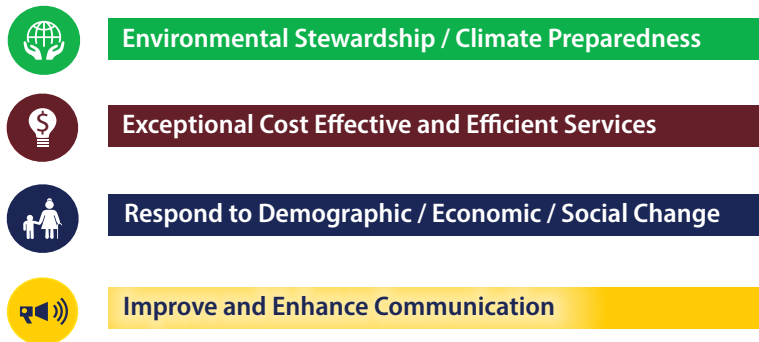 Environmental Stewardship / Climate Preparedness
$
Exceptional Cost Effective and Efficient Services
Respond to Demographic / Economic / Social Change
Improve and Enhance Communication